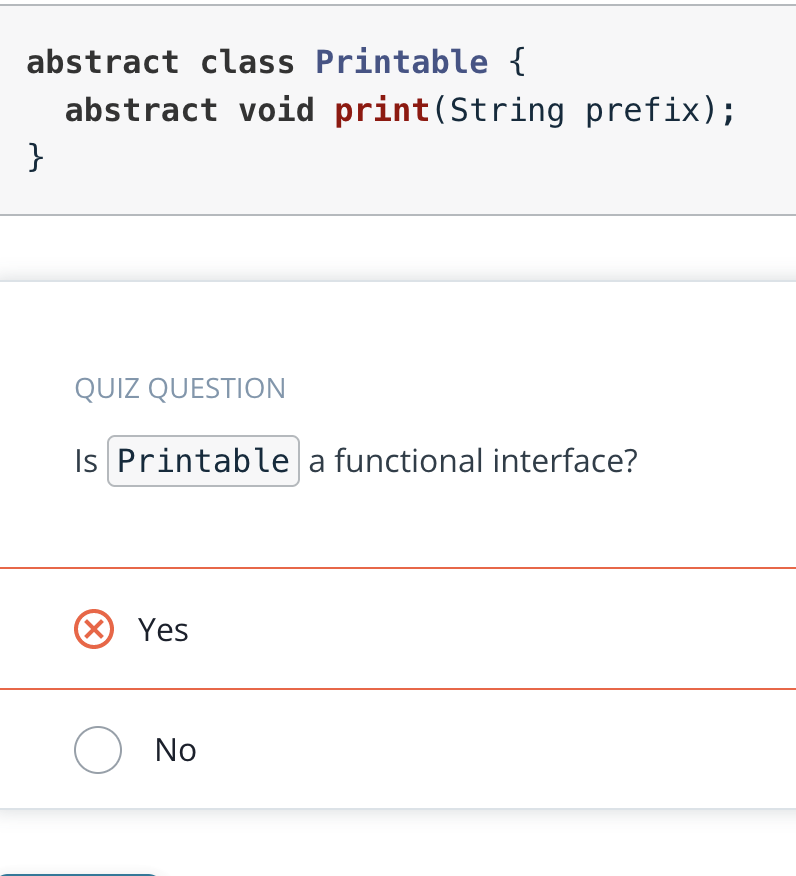 abstract class Printable {
  abstract void print(String prefix);
}
QUIZ QUESTION
Is Printable a functional interface?
Yes
No